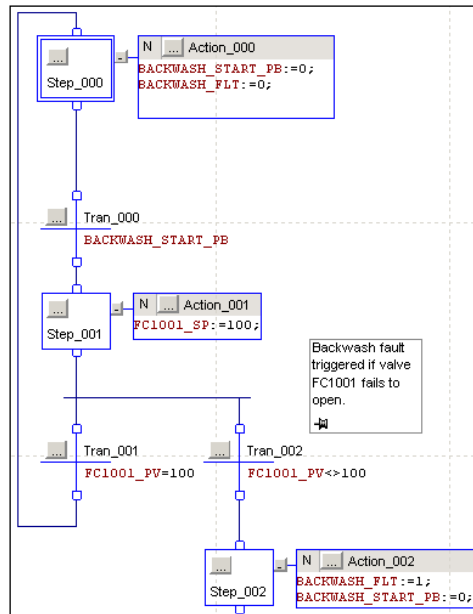 N ... Action_000
...
BACKWASH_START_PB:=0;
BACKWASH_FLT:=0;
Step_000
... Tran_000
BACKWASH_START_PB
N ... Action_001
...
FC1001_SP:=100;
Step_001
Backwash fault
triggered if valve
FC1001 fails to
open.
... Tran_001
FC1001_PV=100
... Tran_002
FC1001_PV<>100
N ... Action_002
...
BACKWASH_FLT:=1;
BACKWASH_START_PB:=0;
Step_002